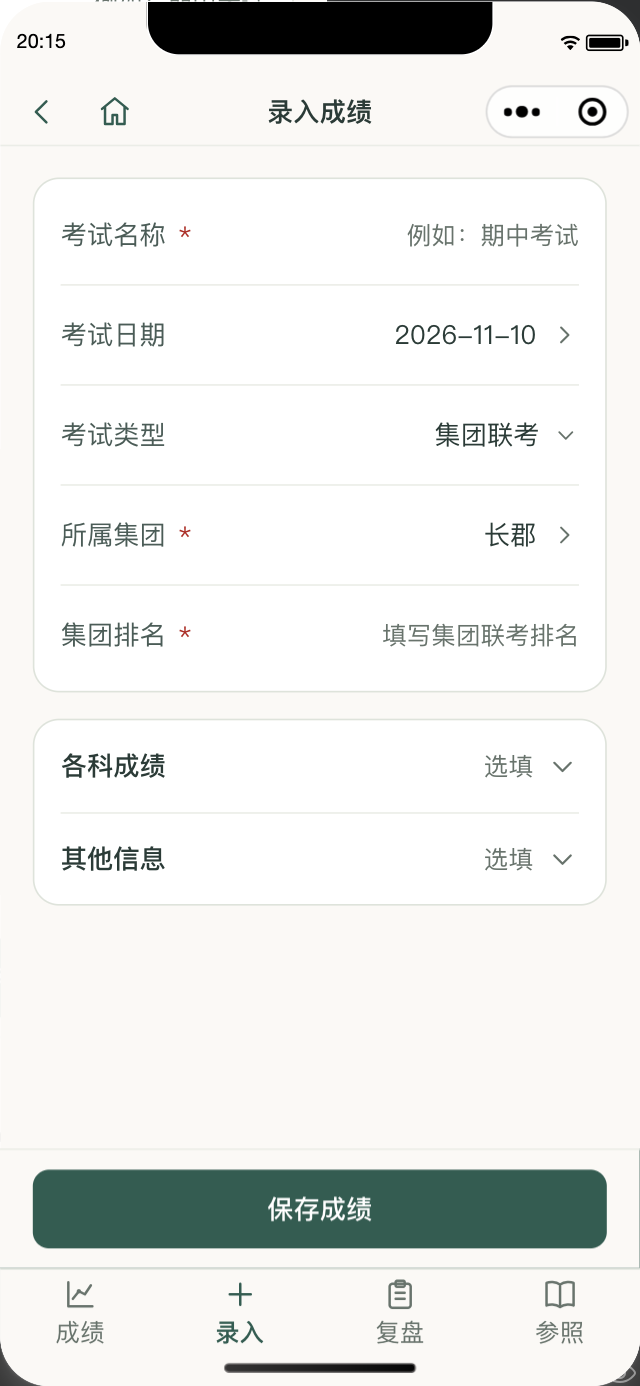 20:15
录入成绩
考试名称 * 例如：期中考试
考试日期 2026-11-10
考试类型 集团联考
所属集团 * 长郡
集团排名 * 填写集团联考排名
各科成绩 选填
其他信息 选填
保存成绩
成绩 录入 复盘 参照